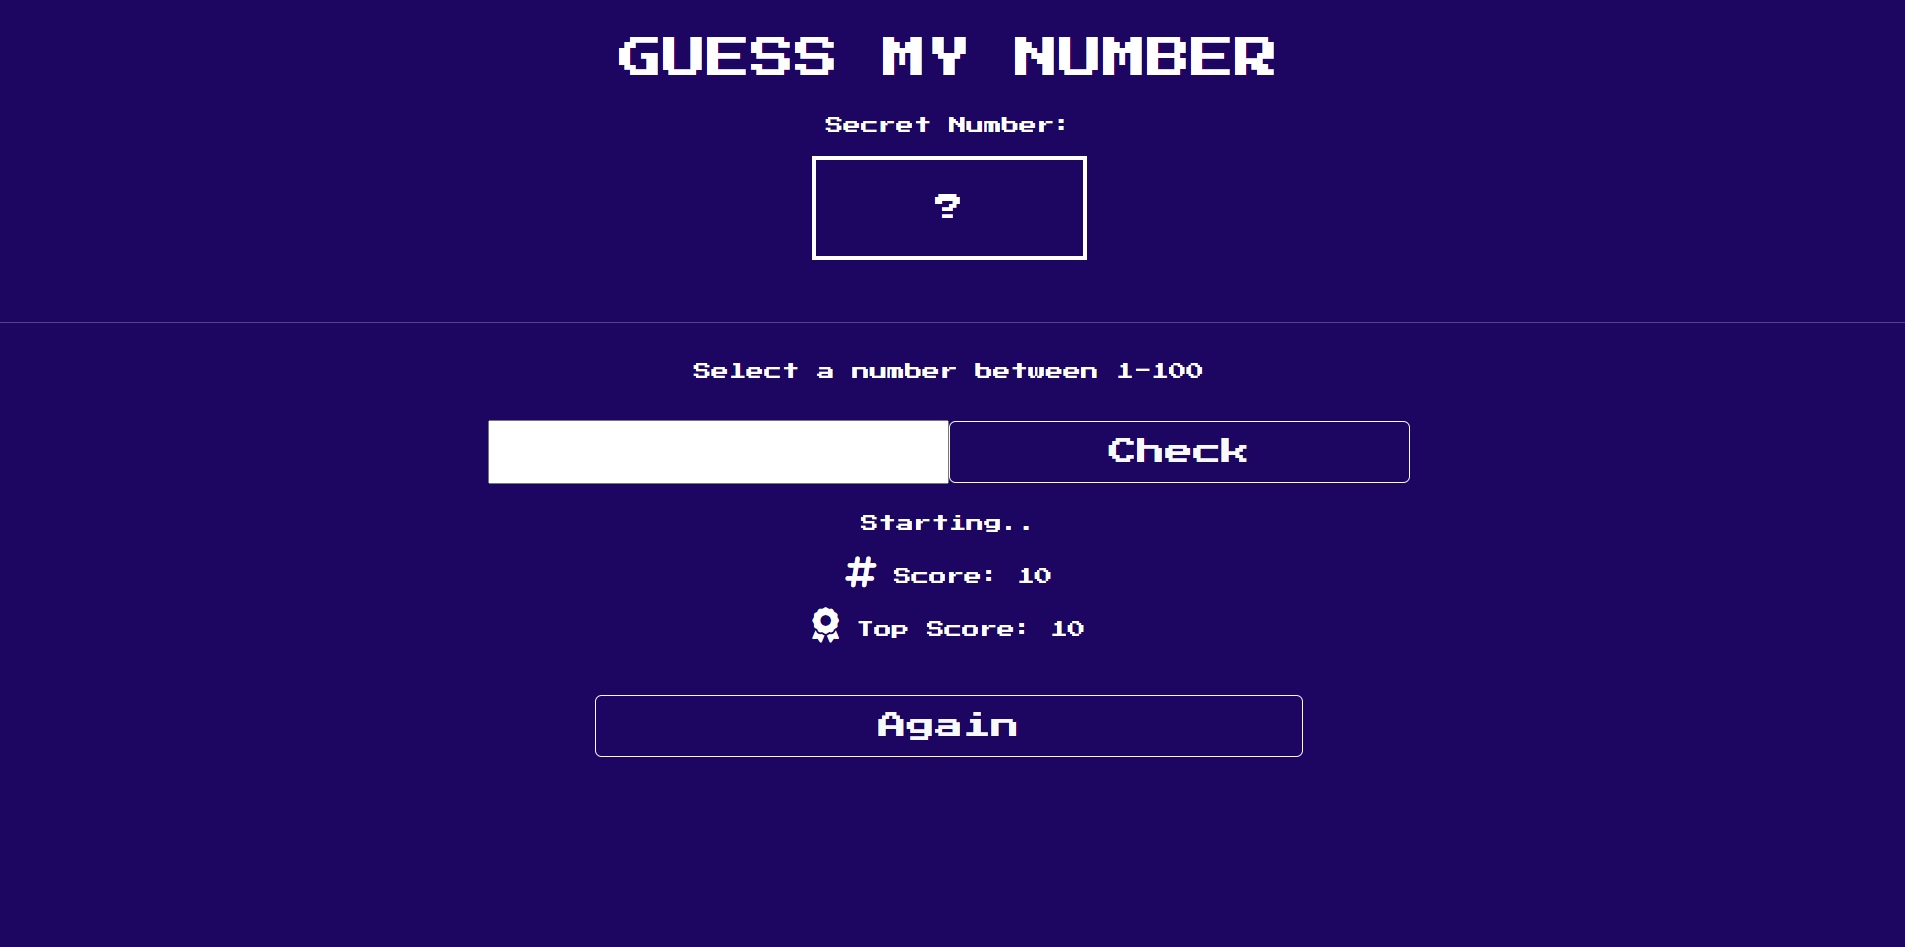 GUESS MY NUMBER
Secret Number:
?
Select a number between 1-100
Check
Starting..
# Score: 10
Top Score: 10
Again